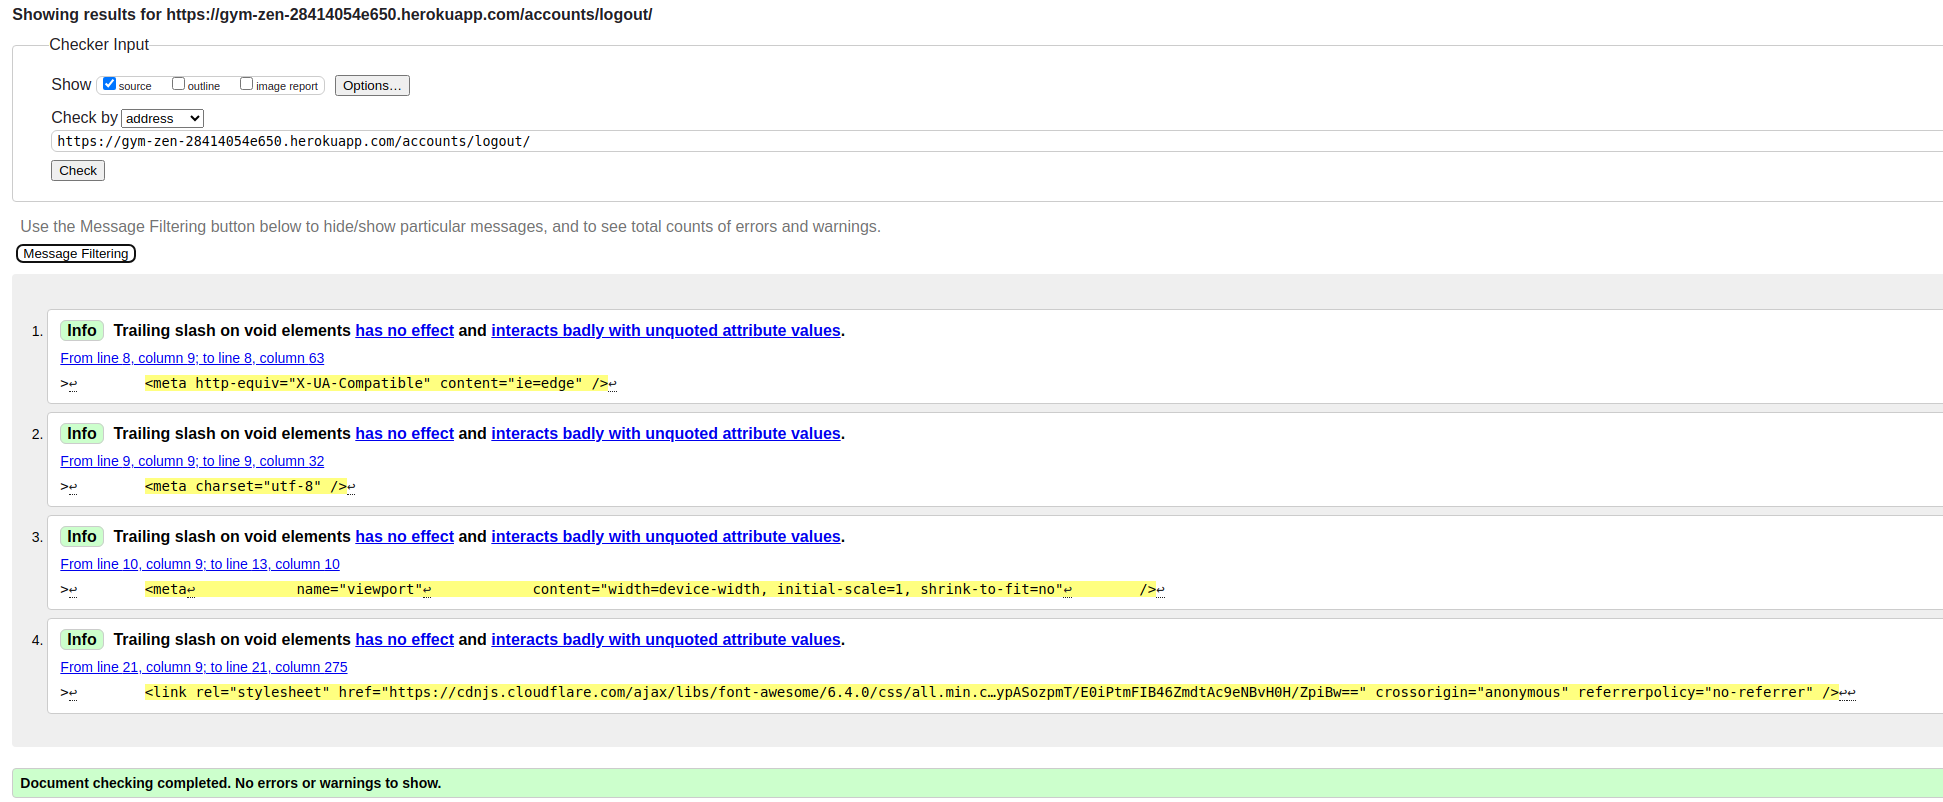 Showing results for https://gym-zen-28414054e650.herokuapp.com/accounts/logout/
Checker Input
Show source outline image report Options...
Check by address
https://gym-zen-28414054e650.herokuapp.com/accounts/logout/
Check
Use the Message Filtering button below to hide/show particular messages, and to see total counts of errors and warnings.
Message Filtering
1. Info Trailing slash on void elements has no effect and interacts badly with unquoted attribute values.
From line 8, column 9; to line 8, column 63
>↩ <meta http-equiv="X-UA-Compatible" content="ie=edge" />↩
2. Info Trailing slash on void elements has no effect and interacts badly with unquoted attribute values.
From line 9, column 9; to line 9, column 32
>↩ <meta charset="utf-8" />↩
3. Info Trailing slash on void elements has no effect and interacts badly with unquoted attribute values.
From line 10, column 9; to line 13, column 10
>↩ <meta↩ name="viewport"↩ content="width=device-width, initial-scale=1, shrink-to-fit=no"↩ />↩
4. Info Trailing slash on void elements has no effect and interacts badly with unquoted attribute values.
From line 21, column 9; to line 21, column 275
>↩ <link rel="stylesheet" href="https://cdnjs.cloudflare.com/ajax/libs/font-awesome/6.4.0/css/all.min.c…ypASozpmT/E0iPtmFIB46ZmdtAc9eNBvH0H/ZpiBw==" crossorigin="anonymous" referrerpolicy="no-referrer" />↩↩
Document checking completed. No errors or warnings to show.